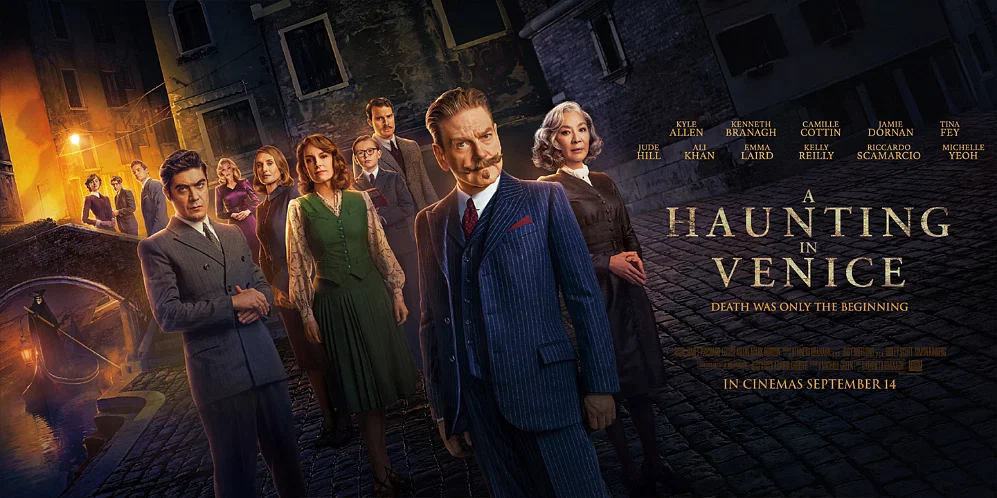 KYLE ALLEN KENNETH BRANAGH CAMILLE COTTIN JAMIE DORNAN TINA FEY
JUDE HILL ALI KHAN EMMA LAIRD KELLY REILLY RICCARDO SCAMARCIO MICHELLE YEOH
A
HAUNTING
IN
VENICE
DEATH WAS ONLY THE BEGINNING
IN CINEMAS SEPTEMBER 14